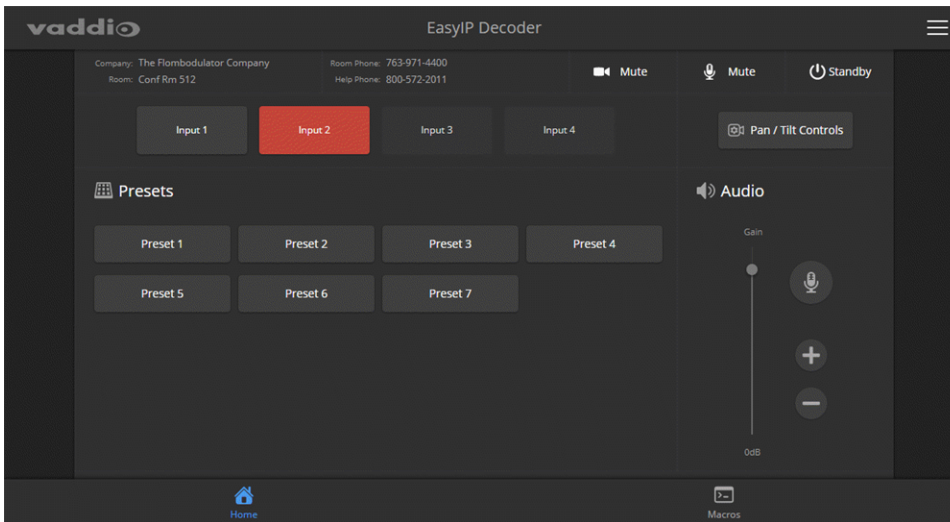 vaddio
EasyIP Decoder
Company: The Flombodulator Company
Room: Conf Rm 512
Room Phone: 763-971-4400
Help Phone: 800-572-2011
Mute
Mute
Standby
Input 1
Input 2
Input 3
Input 4
Pan / Tilt Controls
Presets
Audio
Preset 1
Preset 2
Preset 3
Preset 4
Preset 5
Preset 6
Preset 7
Gain
0dB
Home
Macros